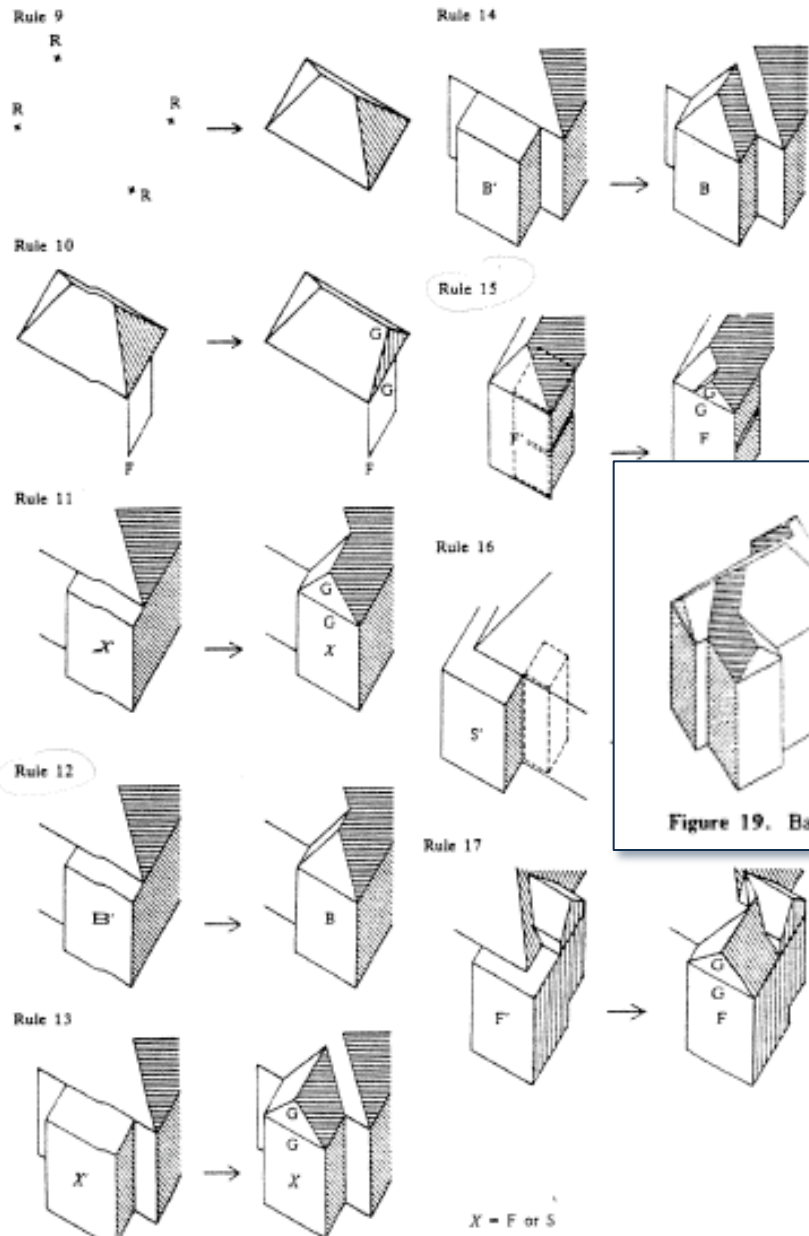 Rule 9
R
R
R
R
Rule 10
G
G
F
F
Rule 11
X'
G
G
X
Rule 12
B'
B
Rule 13
X'
G
G
X
Rule 14
B'
B
Rule 15
F'
G
G
F
Rule 16
S'
Figure 19. Ba
Rule 17
F'
G
G
F
X = F or S